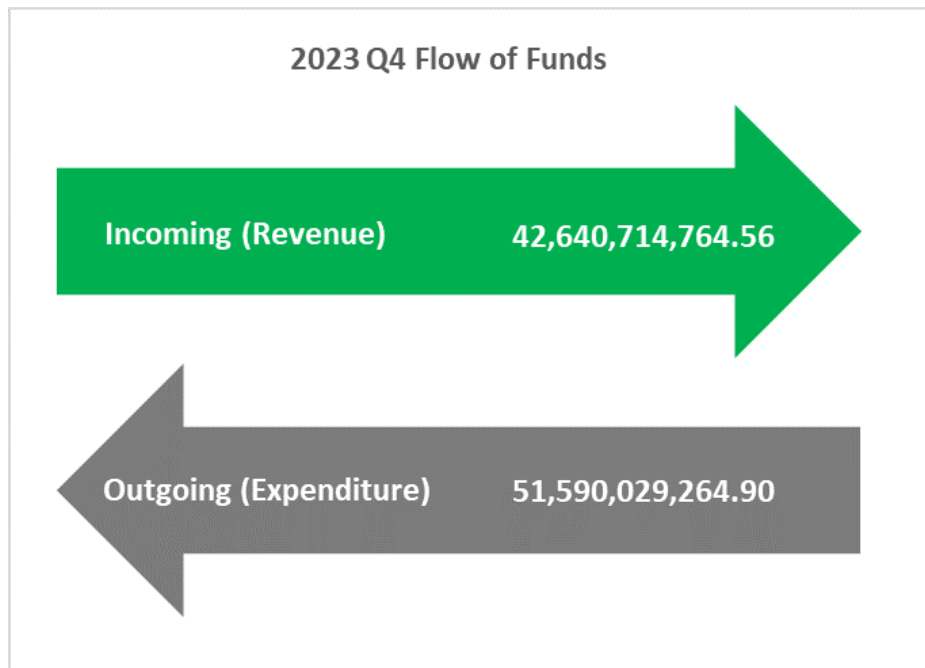 2023 Q4 Flow of Funds
Incoming (Revenue) 42,640,714,764.56
Outgoing (Expenditure) 51,590,029,264.90